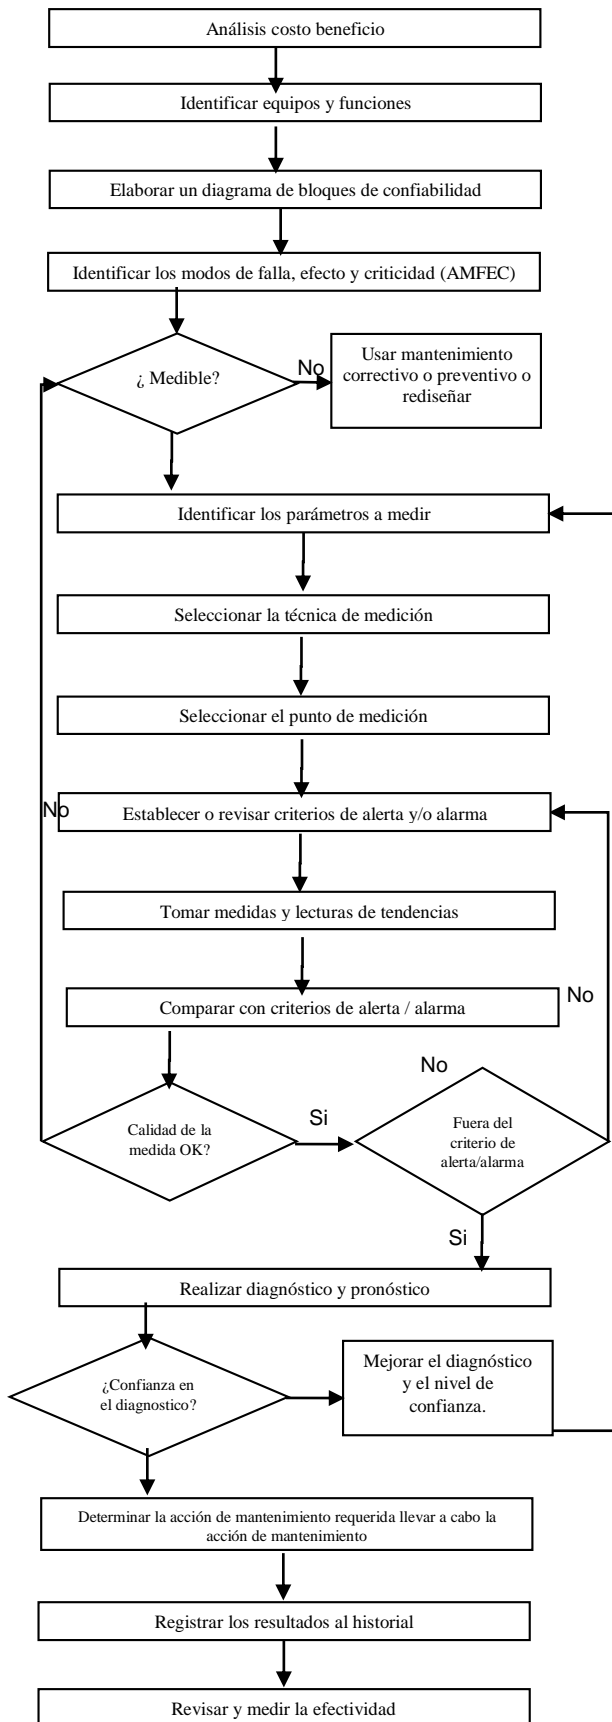 Análisis costo beneficio
Identificar equipos y funciones
Elaborar un diagrama de bloques de confiabilidad
Identificar los modos de falla, efecto y criticidad (AMFEC)
¿ Medible?
No
Usar mantenimiento
correctivo o preventivo o
rediseñar
Identificar los parámetros a medir
Seleccionar la técnica de medición
Seleccionar el punto de medición
No
Establecer o revisar criterios de alerta y/o alarma
Tomar medidas y lecturas de tendencias
Comparar con criterios de alerta / alarma
No
No
Calidad de la
medida OK?
Si
Fuera del
criterio de
alerta/alarma
Si
Realizar diagnóstico y pronóstico
¿Confianza en
el diagnostico?
Mejorar el diagnóstico
y el nivel de
confianza.
Determinar la acción de mantenimiento requerida llevar a cabo la
acción de mantenimiento
Registrar los resultados al historial
Revisar y medir la efectividad